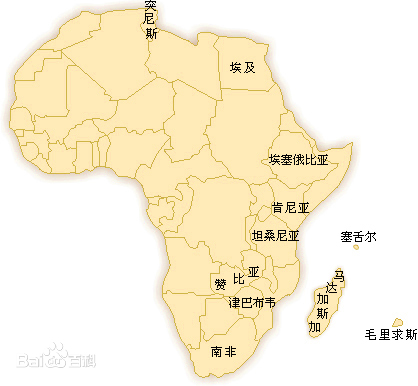 突尼斯
埃及
埃塞俄比亚
肯尼亚
坦桑尼亚
塞舌尔
赞比亚
马达加斯加
津巴布韦
毛里求斯
南非
Baidu百科